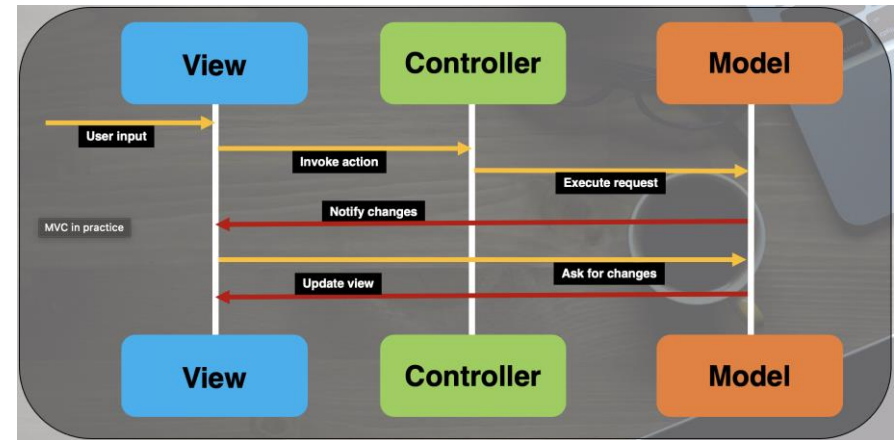 View
Controller
Model
User input
Invoke action
Execute request
Notify changes
MVC in practice
Ask for changes
Update view
View
Controller
Model